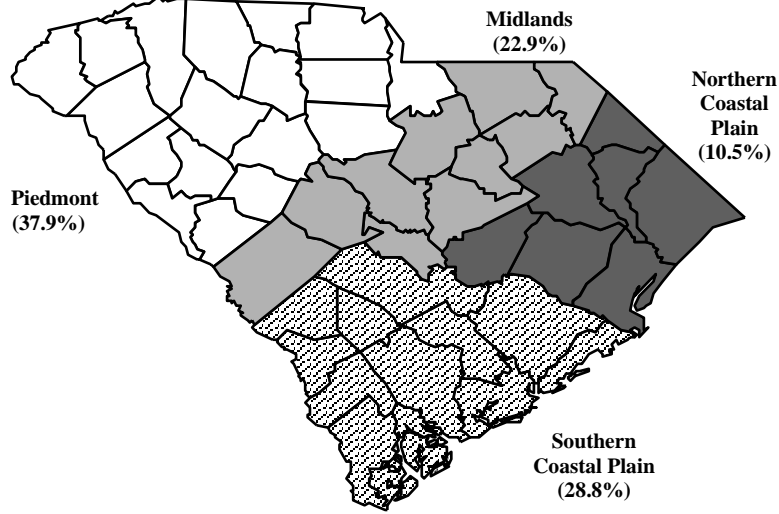 Midlands
(22.9%)
Northern
Coastal
Plain
(10.5%)
Piedmont
(37.9%)
Southern
Coastal Plain
(28.8%)